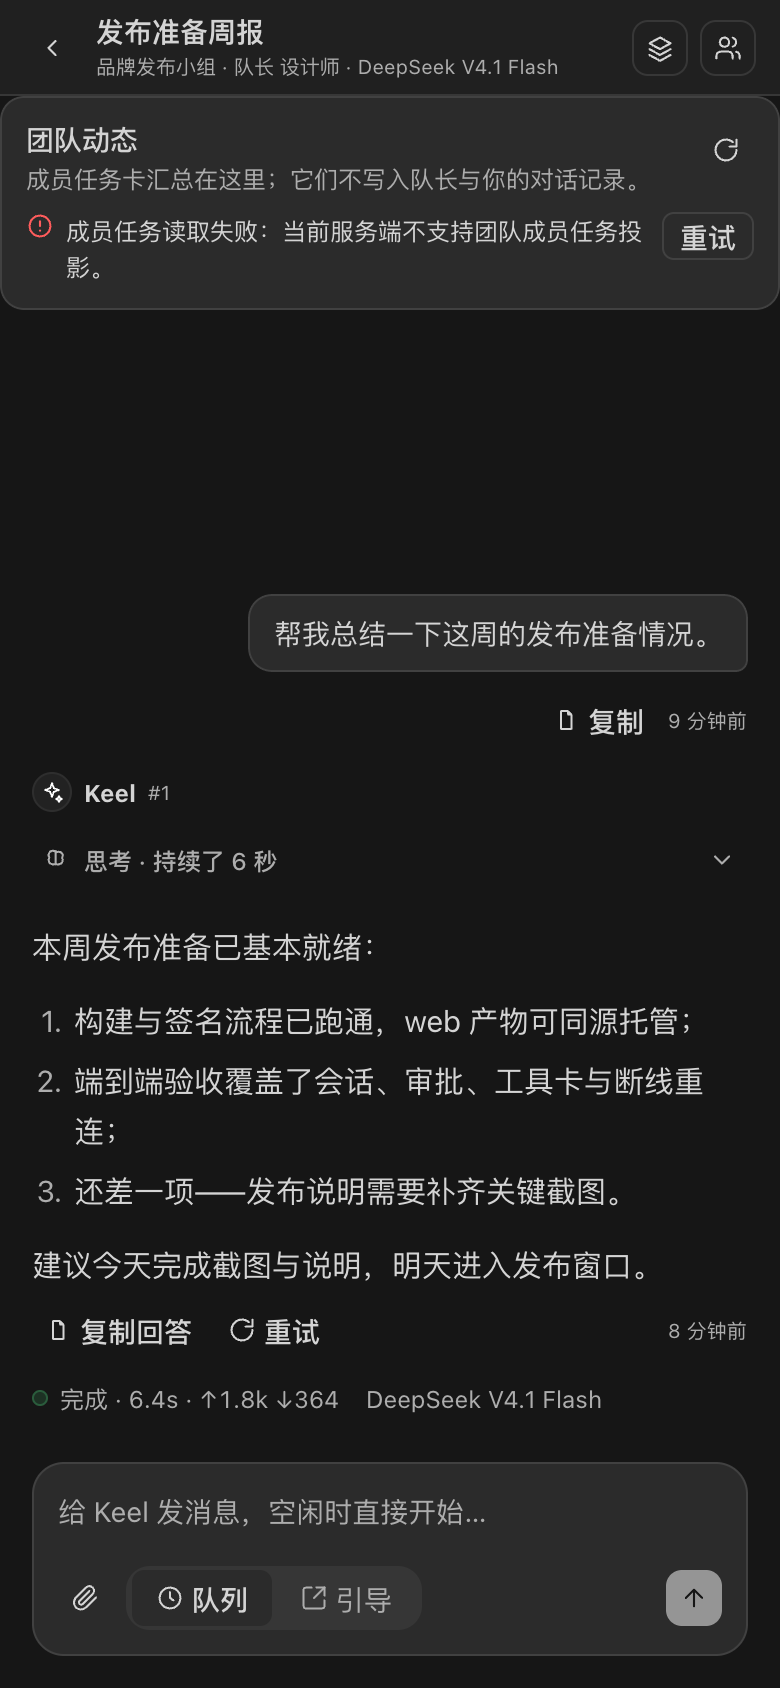 发布准备周报
品牌发布小组 · 队长 设计师 · DeepSeek V4.1 Flash
团队动态
成员任务卡汇总在这里；它们不写入队长与你的对话记录。
成员任务读取失败：当前服务端不支持团队成员任务投
影。
重试
帮我总结一下这周的发布准备情况。
复制 9 分钟前
Keel #1
思考 · 持续了 6 秒
本周发布准备已基本就绪：
1. 构建与签名流程已跑通，web 产物可同源托管；
2. 端到端验收覆盖了会话、审批、工具卡与断线重
连；
3. 还差一项——发布说明需要补齐关键截图。
建议今天完成截图与说明，明天进入发布窗口。
复制回答 重试 8 分钟前
完成 · 6.4s · ↑1.8k ↓364 DeepSeek V4.1 Flash
给 Keel 发消息，空闲时直接开始...
队列 引导